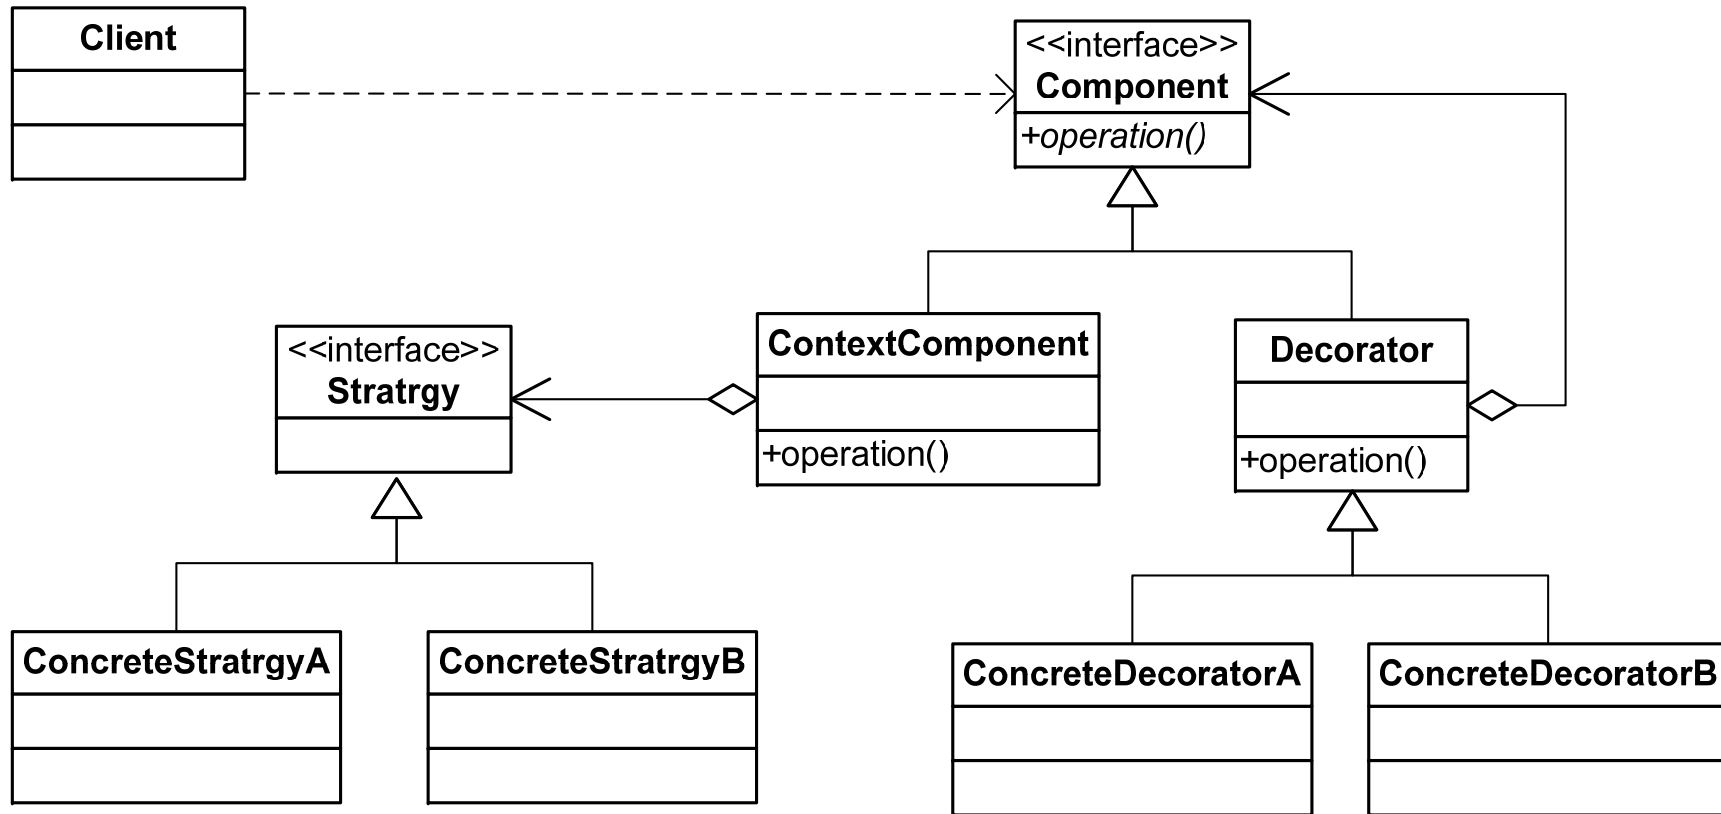 Client
<<interface>>
Component
+operation()
<<interface>>
Stratrgy
ContextComponent
+operation()
Decorator
+operation()
ConcreteStratrgyA
ConcreteStratrgyB
ConcreteDecoratorA
ConcreteDecoratorB